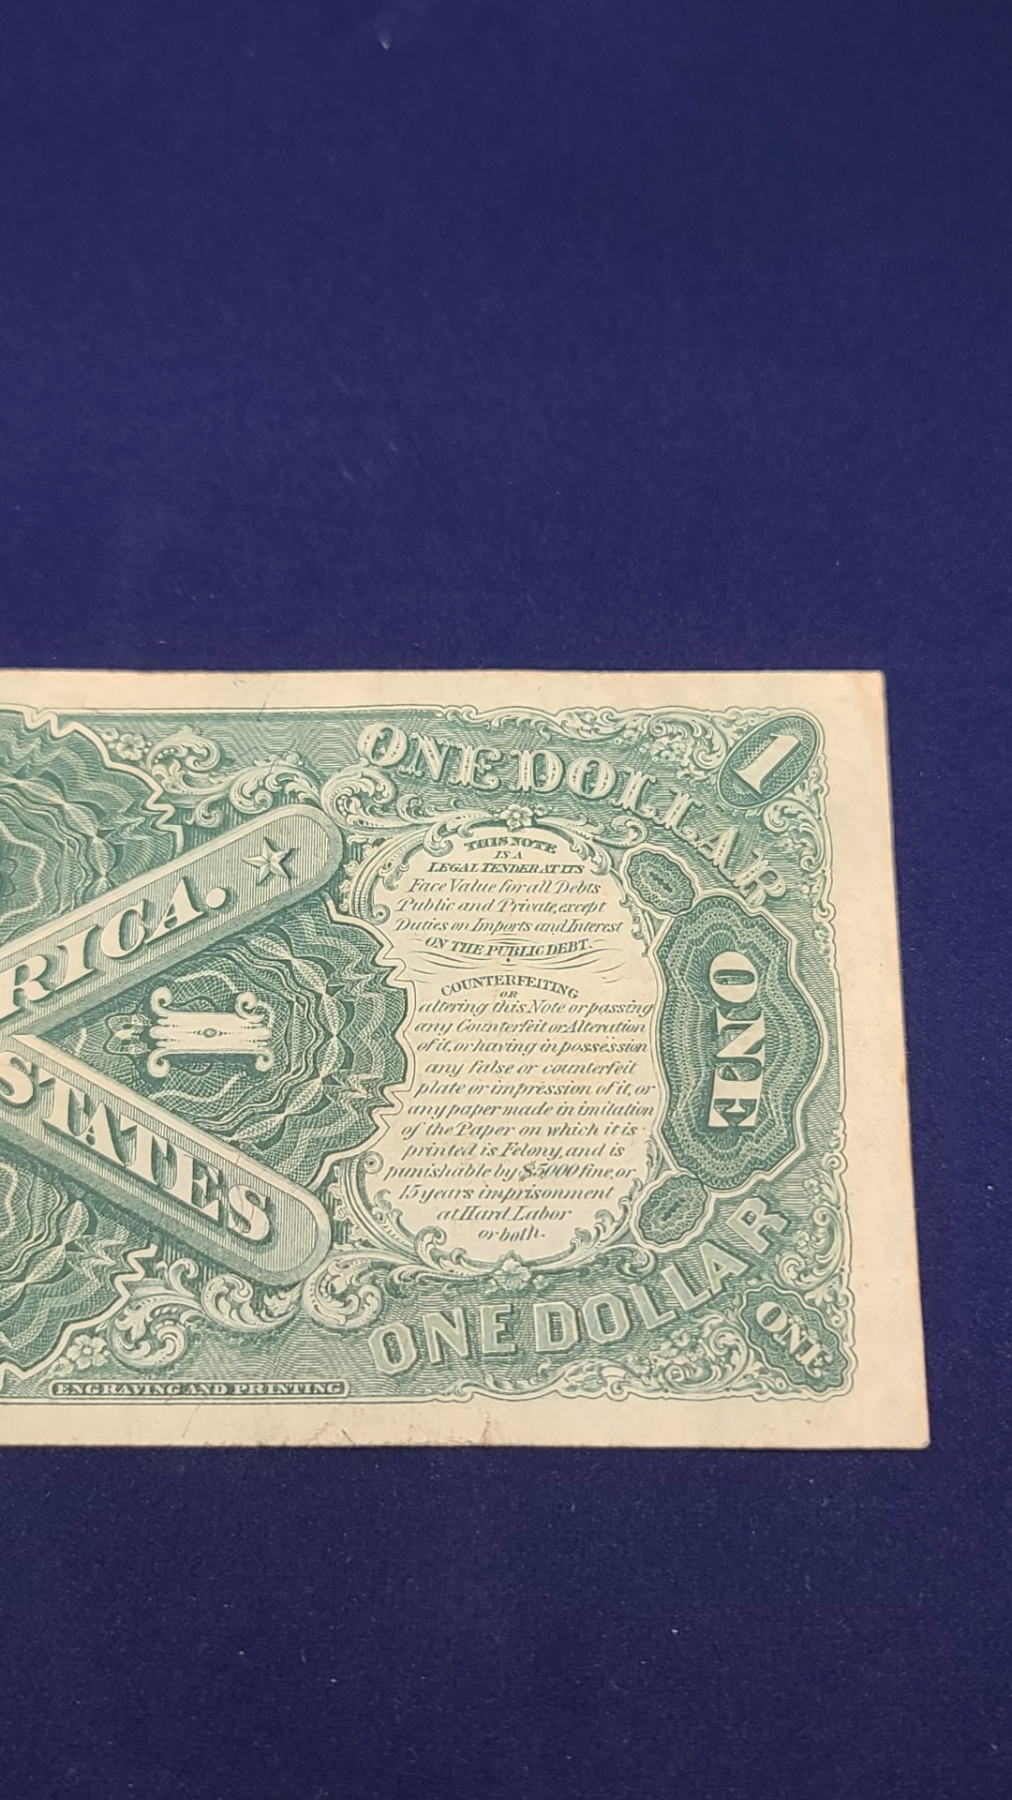 ONE DOLLAR
1
THIS NOTE
IS A
LEGAL TENDER AT ITS
Face Value for all Debts
Public and Private, except
Duties on Imports and Interest
ON THE PUBLIC DEBT.
COUNTERFEITING
OR
altering this Note or passing
any Counterfeit or Alteration
of it, or having in possession
any false or counterfeit
plate or impression of it, or
any paper made in imitation
of the Paper on which it is
printed is Felony, and is
punishable by $5000 fine, or
15 years imprisonment
at Hard Labor
or both.
RICA.
1
STATES
ONE
ONE DOLLAR
ONE
ENGRAVING AND PRINTING